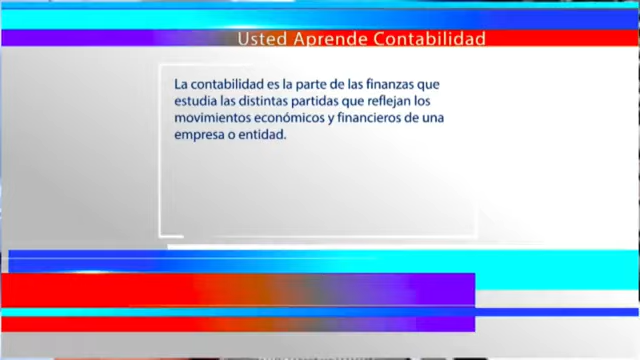 Usted Aprende Contabilidad
La contabilidad es la parte de las finanzas que
estudia las distintas partidas que reflejan los
movimientos económicos y financieros de una
empresa o entidad.